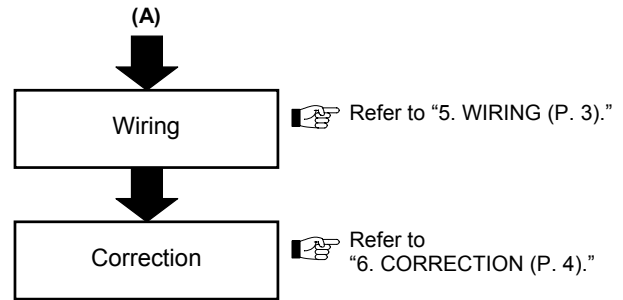 (A)
Wiring
Refer to “5. WIRING (P. 3).”
Correction
Refer to
“6. CORRECTION (P. 4).”